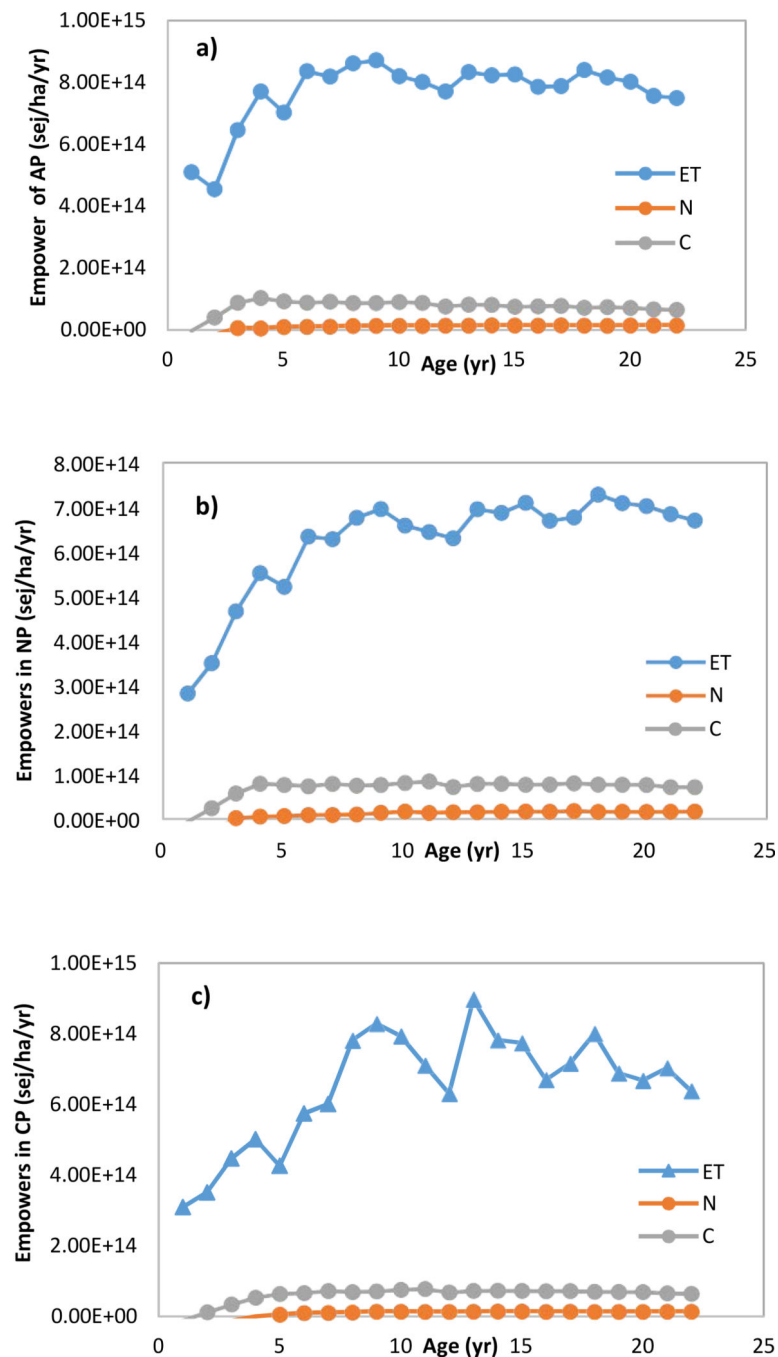 a)
Empower of AP (sej/ha/yr)
1.00E+15
8.00E+14
6.00E+14
4.00E+14
2.00E+14
0.00E+00
ET
N
C
0 5 10 15 20 25
Age (yr)
b)
Empowers in NP (sej/ha/yr)
8.00E+14
7.00E+14
6.00E+14
5.00E+14
4.00E+14
3.00E+14
2.00E+14
1.00E+14
0.00E+00
ET
N
C
0 5 10 15 20 25
Age (yr)
c)
Empowers in CP (sej/ha/yr)
1.00E+15
8.00E+14
6.00E+14
4.00E+14
2.00E+14
0.00E+00
ET
N
C
0 5 10 15 20 25
Age (yr)